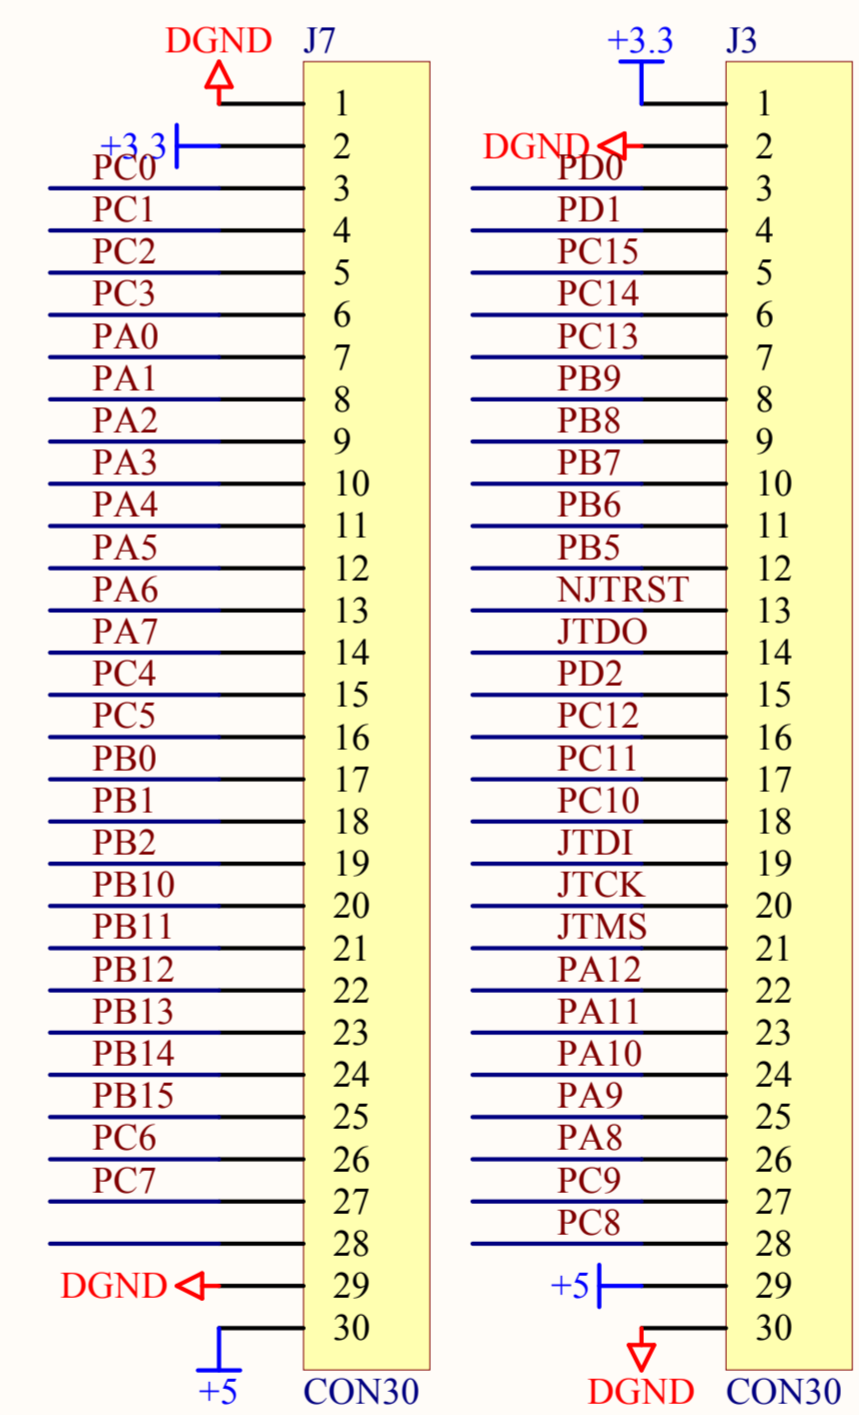 DGND J7
1
+3.3 2
PC0 3
PC1 4
PC2 5
PC3 6
PA0 7
PA1 8
PA2 9
PA3 10
PA4 11
PA5 12
PA6 13
PA7 14
PC4 15
PC5 16
PB0 17
PB1 18
PB2 19
PB10 20
PB11 21
PB12 22
PB13 23
PB14 24
PB15 25
PC6 26
PC7 27
28
DGND 29
30
+5 CON30
+3.3 J3
1
DGND 2
PD0 3
PD1 4
PC15 5
PC14 6
PC13 7
PB9 8
PB8 9
PB7 10
PB6 11
PB5 12
NJTRST 13
JTDO 14
PD2 15
PC12 16
PC11 17
PC10 18
JTDI 19
JTCK 20
JTMS 21
PA12 22
PA11 23
PA10 24
PA9 25
PA8 26
PC9 27
PC8 28
+5 29
30
DGND CON30